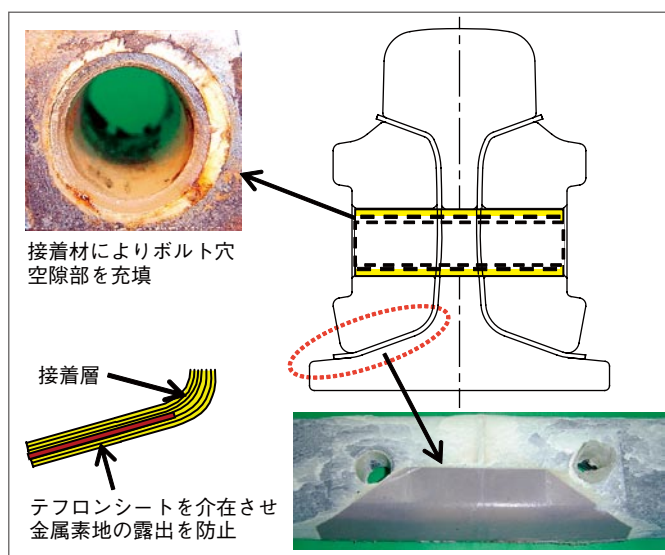 接着材によりボルト穴
空隙部を充填
接着層
テフロンシートを介在させ
金属素地の露出を防止